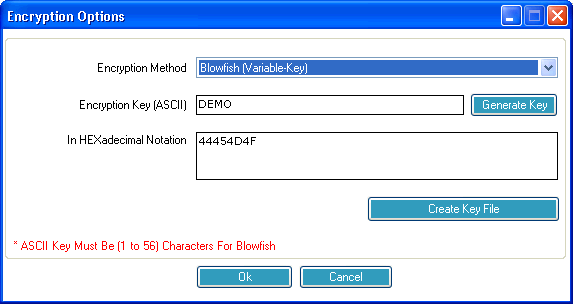 Encryption Options
Encryption Method Blowfish (Variable-Key)
Encryption Key (ASCII) DEMO Generate Key
In HEXadecimal Notation 44454D4F
Create Key File
* ASCII Key Must Be (1 to 56) Characters For Blowfish
Ok Cancel